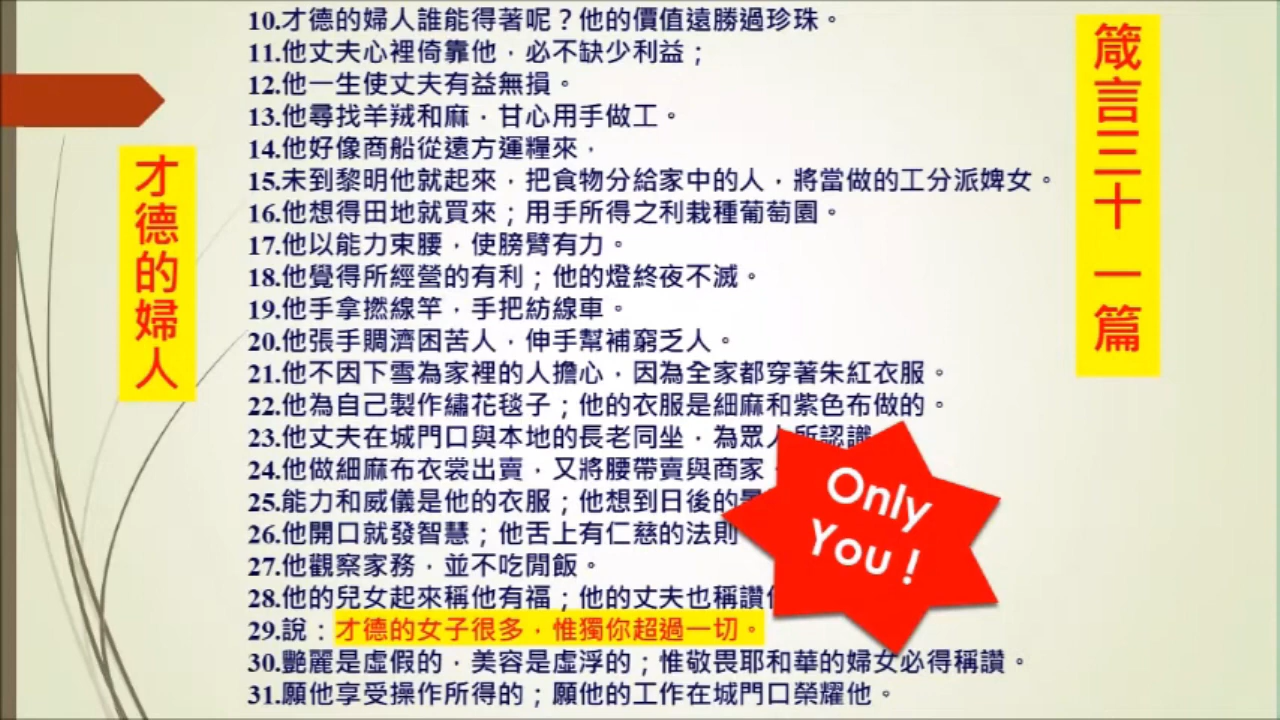 箴言三十一篇
才德的婦人
10.才德的婦人誰能得著呢？他的價值遠勝過珍珠。
11.他丈夫心裡倚靠他，必不缺少利益；
12.他一生使丈夫有益無損。
13.他尋找羊羢和麻，甘心用手做工。
14.他好像商船從遠方運糧來，
15.未到黎明他就起來，把食物分給家中的人，將當做的工分派婢女。
16.他想得田地就買來；用手所得之利栽種葡萄園。
17.他以能力束腰，使膀臂有力。
18.他覺得所經營的有利；他的燈終夜不滅。
19.他手拿撚線竿，手把紡線車。
20.他張手賙濟困苦人，伸手幫補窮乏人。
21.他不因下雪為家裡的人擔心，因為全家都穿著朱紅衣服。
22.他為自己製作繡花毯子；他的衣服是細麻和紫色布做的。
23.他丈夫在城門口與本地的長老同坐，為眾人所認識
24.他做細麻布衣裳出賣，又將腰帶賣與商家
25.能力和威儀是他的衣服；他想到日後的
26.他開口就發智慧；他舌上有仁慈的法則
27.他觀察家務，並不吃閒飯。
28.他的兒女起來稱他有福；他的丈夫也稱讚
29.說：才德的女子很多，惟獨你超過一切。
30.艷麗是虛假的，美容是虛浮的；惟敬畏耶和華的婦女必得稱讚。
31.願他享受操作所得的；願他的工作在城門口榮耀他。
Only
You !